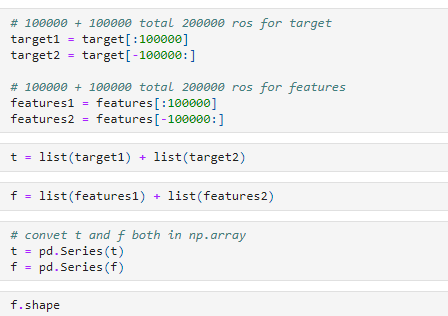 # 100000 + 100000 total 200000 ros for target
target1 = target[:100000]
target2 = target[-100000:]
# 100000 + 100000 total 200000 ros for features
features1 = features[:100000]
features2 = features[-100000:]
t = list(target1) + list(target2)
f = list(features1) + list(features2)
# convet t and f both in np.array
t = pd.Series(t)
f = pd.Series(f)
f.shape